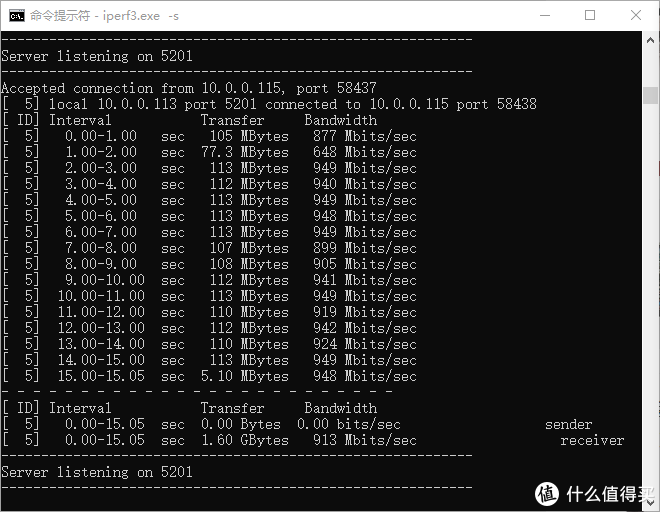 命令提示符 - iperf3.exe -s
-----------------------------------------------------------
Server listening on 5201
-----------------------------------------------------------
Accepted connection from 10.0.0.115, port 58437
[  5] local 10.0.0.113 port 5201 connected to 10.0.0.115 port 58438
[ ID] Interval           Transfer     Bandwidth
[  5]   0.00-1.00   sec   105 MBytes   877 Mbits/sec
[  5]   1.00-2.00   sec  77.3 MBytes   648 Mbits/sec
[  5]   2.00-3.00   sec   113 MBytes   949 Mbits/sec
[  5]   3.00-4.00   sec   112 MBytes   940 Mbits/sec
[  5]   4.00-5.00   sec   113 MBytes   949 Mbits/sec
[  5]   5.00-6.00   sec   113 MBytes   948 Mbits/sec
[  5]   6.00-7.00   sec   113 MBytes   949 Mbits/sec
[  5]   7.00-8.00   sec   107 MBytes   899 Mbits/sec
[  5]   8.00-9.00   sec   108 MBytes   905 Mbits/sec
[  5]   9.00-10.00  sec   112 MBytes   941 Mbits/sec
[  5]  10.00-11.00  sec   113 MBytes   949 Mbits/sec
[  5]  11.00-12.00  sec   110 MBytes   919 Mbits/sec
[  5]  12.00-13.00  sec   112 MBytes   942 Mbits/sec
[  5]  13.00-14.00  sec   110 MBytes   924 Mbits/sec
[  5]  14.00-15.00  sec   113 MBytes   949 Mbits/sec
[  5]  15.00-15.05  sec  5.10 MBytes   948 Mbits/sec
- - - - - - - - - - - - - - - - - - - - - - - - -
[ ID] Interval           Transfer     Bandwidth
[  5]   0.00-15.05  sec  0.00 Bytes  0.00 bits/sec                  sender
[  5]   0.00-15.05  sec  1.60 GBytes   913 Mbits/sec                  receiver
-----------------------------------------------------------
Server listening on 5201
-----------------------------------------------------------
值 什么值得买